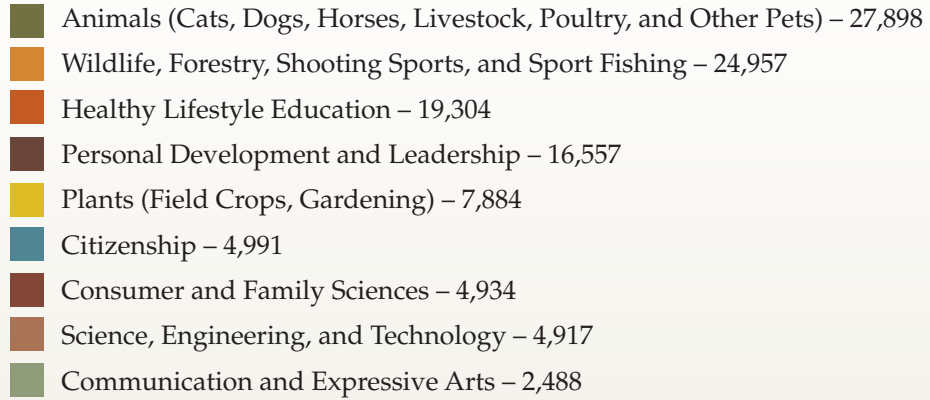 Animals (Cats, Dogs, Horses, Livestock, Poultry, and Other Pets) – 27,898
Wildlife, Forestry, Shooting Sports, and Sport Fishing – 24,957
Healthy Lifestyle Education – 19,304
Personal Development and Leadership – 16,557
Plants (Field Crops, Gardening) – 7,884
Citizenship – 4,991
Consumer and Family Sciences – 4,934
Science, Engineering, and Technology – 4,917
Communication and Expressive Arts – 2,488